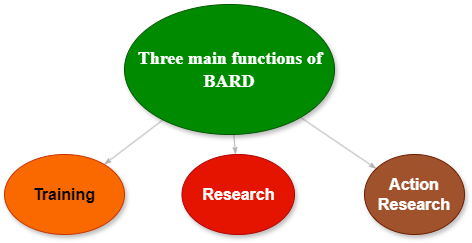 Three main functions of
BARD
Training
Research
Action
Research